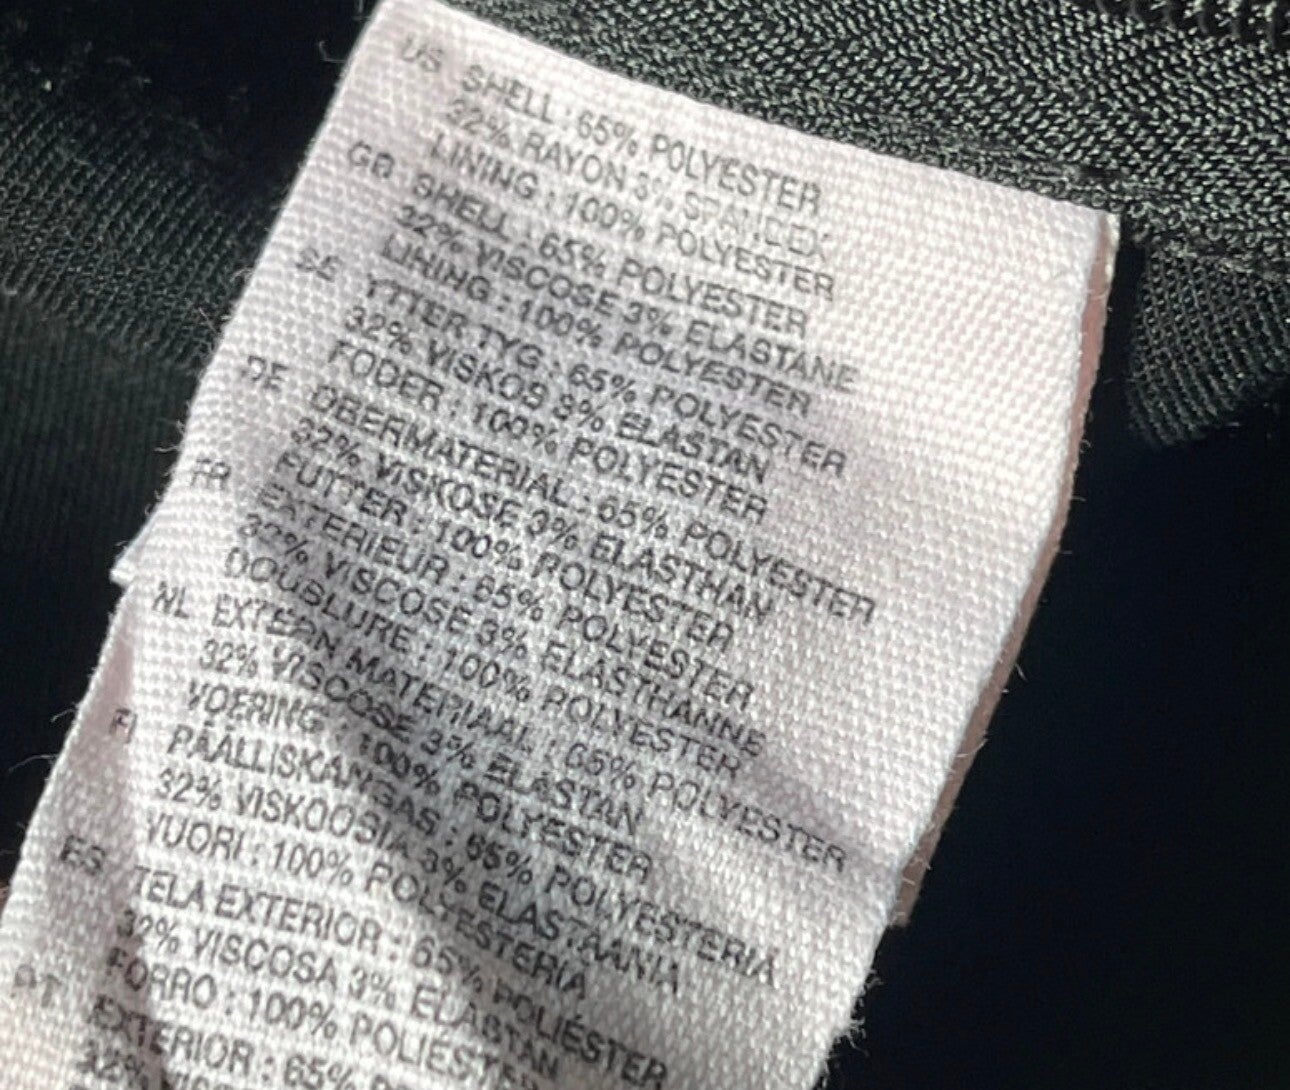 US SHELL : 65% POLYESTER
32% RAYON 3% SPANDEX
LINING : 100% POLYESTER
GB SHELL : 65% POLYESTER
32% VISCOSE 3% ELASTANE
LINING : 100% POLYESTER
SE YTTER TYG : 65% POLYESTER
32% VISKOS 3% ELASTAN
FODER : 100% POLYESTER
DE OBERMATERIAL : 65% POLYESTER
32% VISKOSE 3% ELASTHAN
FUTTER : 100% POLYESTER
FR EXTERIEUR : 65% POLYESTER
32% VISCOSE 3% ELASTHANNE
DOUBLURE : 100% POLYESTER
NL EXTERN MATERIAAL : 65% POLYESTER
32% VISCOSE 3% ELASTAN
VOERING : 100% POLYESTER
FI PÄÄLLISKANGAS : 65% POLYESTERIÄ
32% VISKOOSIA 3% ELASTAANIA
VUORI : 100% POLYESTERIÄ
ES TELA EXTERIOR : 65% POLIÉSTER
32% VISCOSA 3% ELASTÁN
FORRO : 100% POLIÉSTER
PT EXTERIOR : 65%
32%